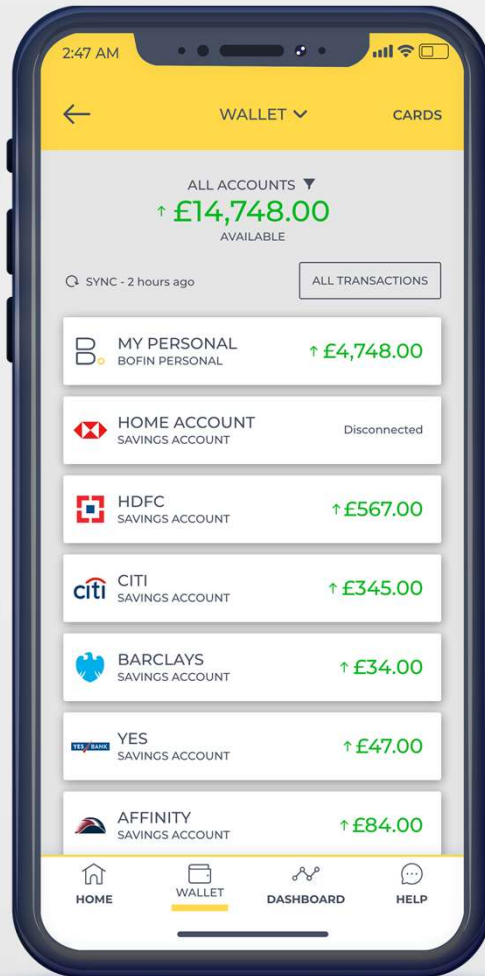 2:47 AM
WALLET
CARDS
ALL ACCOUNTS
£14,748.00
AVAILABLE
SYNC - 2 hours ago
ALL TRANSACTIONS
B.
MY PERSONAL
£4,748.00
BOFIN PERSONAL
HOME ACCOUNT
Disconnected
SAVINGS ACCOUNT
HDFC
£567.00
SAVINGS ACCOUNT
citi
CITI
£345.00
SAVINGS ACCOUNT
BARCLAYS
£34.00
SAVINGS ACCOUNT
YES BANK
YES
£47.00
SAVINGS ACCOUNT
AFFINITY
£84.00
SAVINGS ACCOUNT
HOME
WALLET
DASHBOARD
HELP